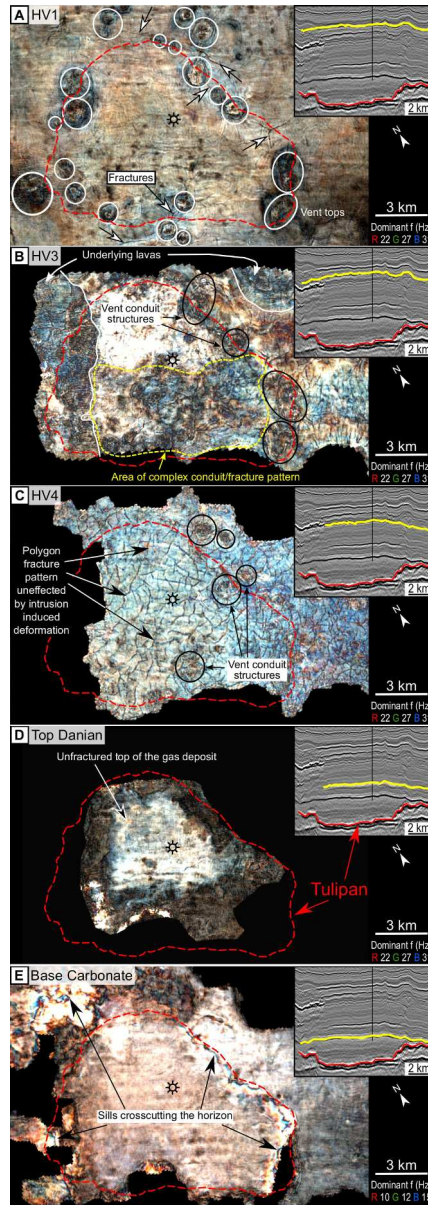 A HV1
2 km
N
Fractures
Vent tops
3 km
Dominant f (Hz
R 22 G 27 B 3
B HV3
Underlying lavas
Vent conduit
structures
Area of complex conduit/fracture pattern
2 km
N
3 km
Dominant f (Hz
R 22 G 27 B 3
C HV4
Polygon
fracture
pattern
uneffected
by intrusion
induced
deformation
Vent conduit
structures
2 km
N
3 km
Dominant f (Hz
R 22 G 27 B 3
D Top Danian
Unfractured top of the gas deposit
Tulipan
2 km
N
3 km
Dominant f (Hz
R 22 G 27 B 3
E Base Carbonate
Sills crosscutting the horizon
2 km
N
3 km
Dominant f (Hz
R 10 G 12 B 15